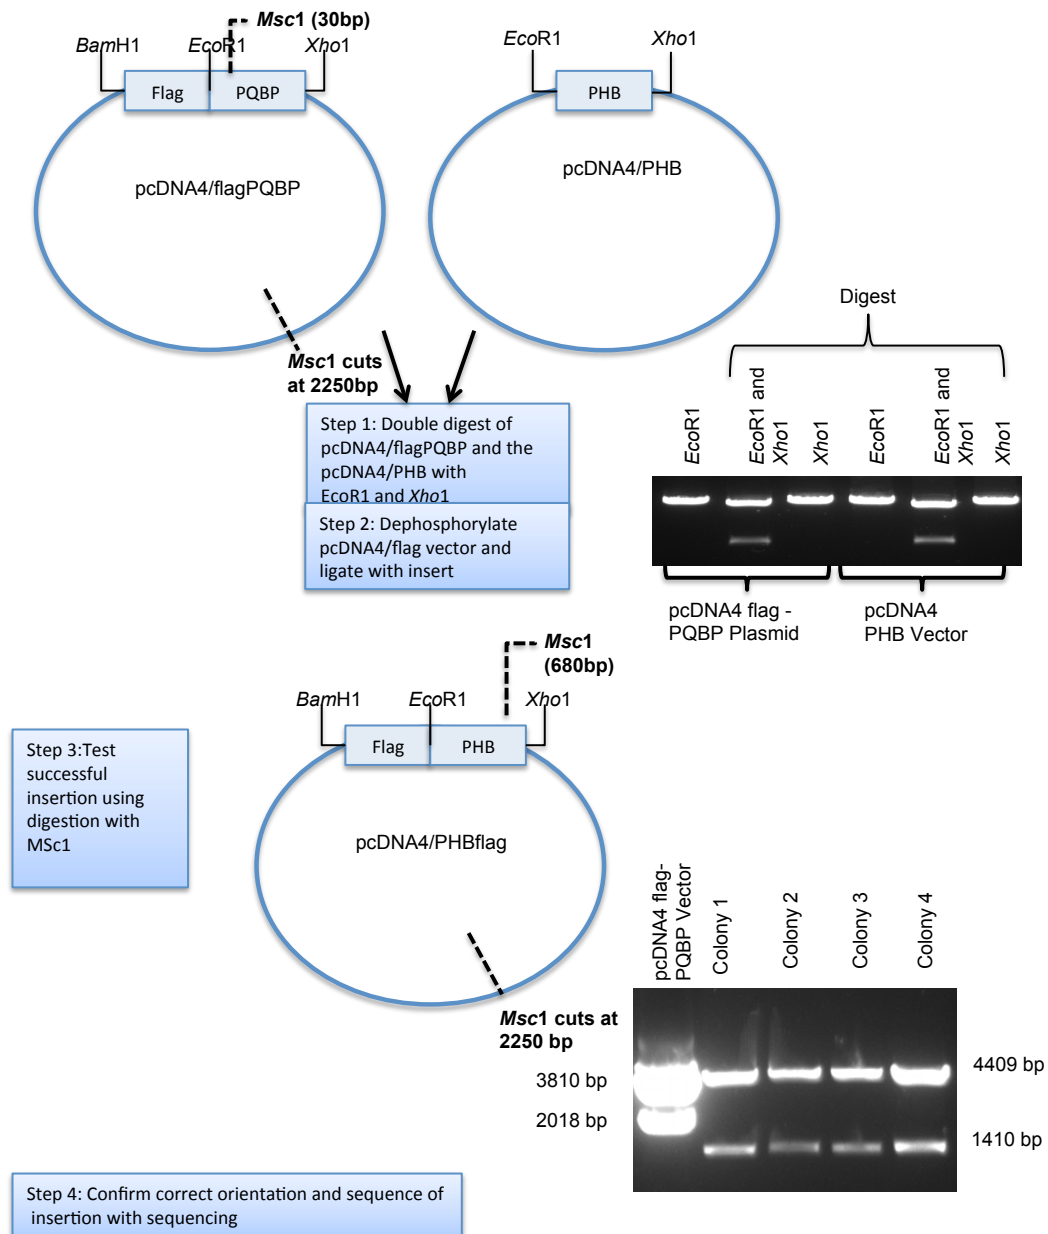 Msc1 (30bp)
BamH1
EcoR1
Xho1
Flag
PQBP
pcDNA4/flagPQBP
EcoR1
Xho1
PHB
pcDNA4/PHB
Msc1 cuts
at 2250bp
Step 1: Double digest of
pcDNA4/flagPQBP and the
pcDNA4/PHB with
EcoR1 and Xho1
Step 2: Dephosphorylate
pcDNA4/flag vector and
ligate with insert
Digest
EcoR1
EcoR1 and
Xho1
Xho1
EcoR1
EcoR1 and
Xho1
Xho1
pcDNA4 flag -
PQBP Plasmid
pcDNA4
PHB Vector
Msc1
(680bp)
BamH1
EcoR1
Xho1
Flag
PHB
pcDNA4/PHBflag
Msc1 cuts at
2250 bp
Step 3:Test
successful
insertion using
digestion with
MSc1
pcDNA4 flag-
PQBP Vector
Colony 1
Colony 2
Colony 3
Colony 4
3810 bp
2018 bp
4409 bp
1410 bp
Step 4: Confirm correct orientation and sequence of
insertion with sequencing